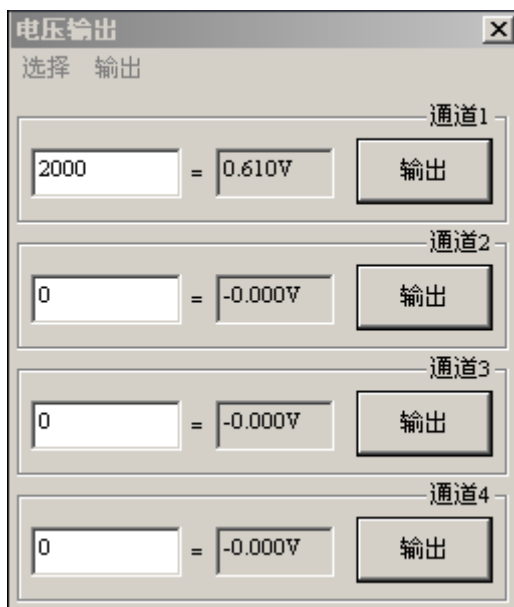 电压输出
选择 输出
通道1
2000 = 0.610V 输出
通道2
0 = -0.000V 输出
通道3
0 = -0.000V 输出
通道4
0 = -0.000V 输出